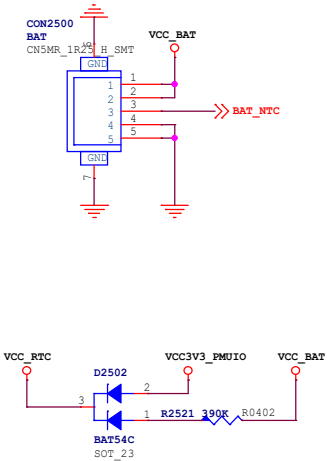 CON2500
BAT
CN5MR_1R25_H_SMT
VCC_BAT
6
GND
1
1
2
2
3
3
BAT_NTC
4
4
5
5
GND
7
VCC_RTC
VCC3V3_PMUIO
VCC_BAT
D2502
2
3
1
R2521 390K
R0402
BAT54C
SOT_23